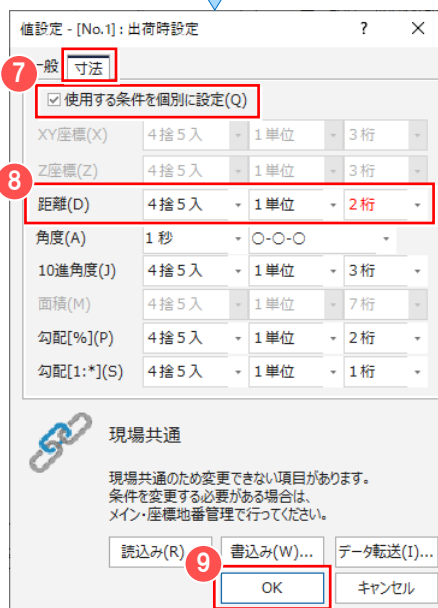 値設定 - [No.1] : 出荷時設定 ? ×
7
般 寸法
使用する条件を個別に設定(Q)
XY座標(X) 4捨5入 1単位 3桁
Z座標(Z) 4捨5入 1単位 3桁
8
距離(D) 4捨5入 1単位 2桁
角度(A) 1秒 ○-○-○
10進角度(J) 4捨5入 1単位 3桁
面積(M) 4捨5入 1単位 7桁
勾配[%](P) 4捨5入 1単位 2桁
勾配[1:*](S) 4捨5入 1単位 1桁
現場共通
現場共通のため変更できない項目があります。
条件を変更する必要がある場合は、
メイン・座標地番管理で行ってください。
読込み(R) 書込み(W)... データ転送(I)...
9
OK キャンセル